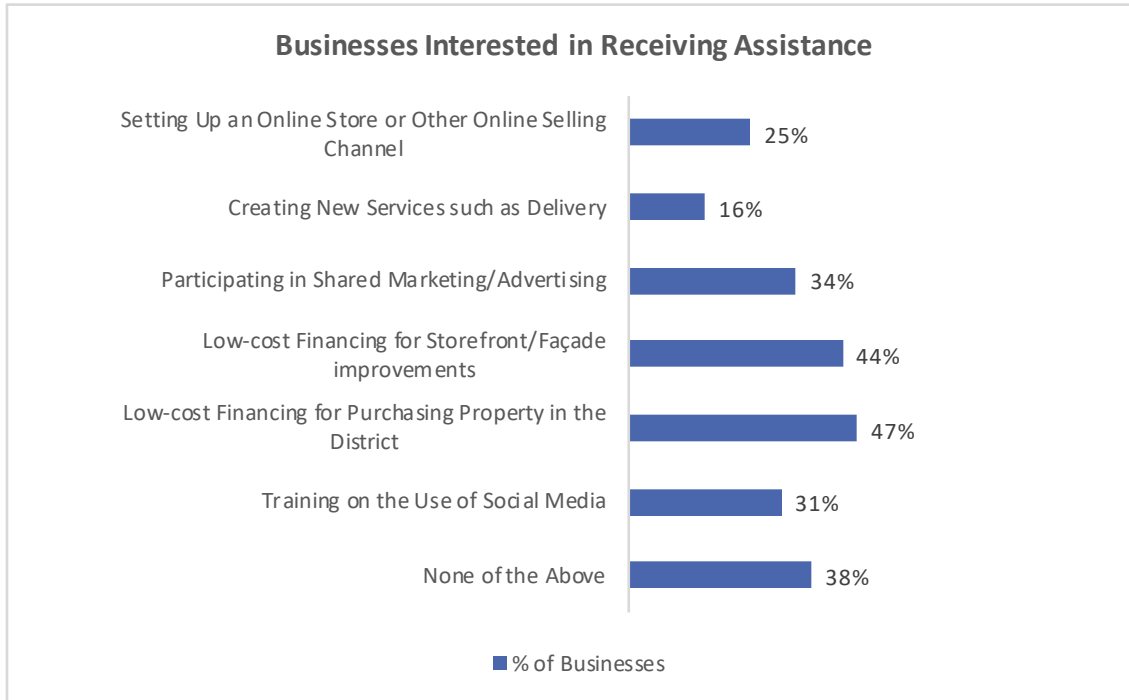 Businesses Interested in Receiving Assistance
Setting Up an Online Store or Other Online Selling
Channel
25%
Creating New Services such as Delivery
16%
Participating in Shared Marketing/Advertising
34%
Low-cost Financing for Storefront/Façade
improvements
44%
Low-cost Financing for Purchasing Property in the
District
47%
Training on the Use of Social Media
31%
None of the Above
38%
% of Businesses